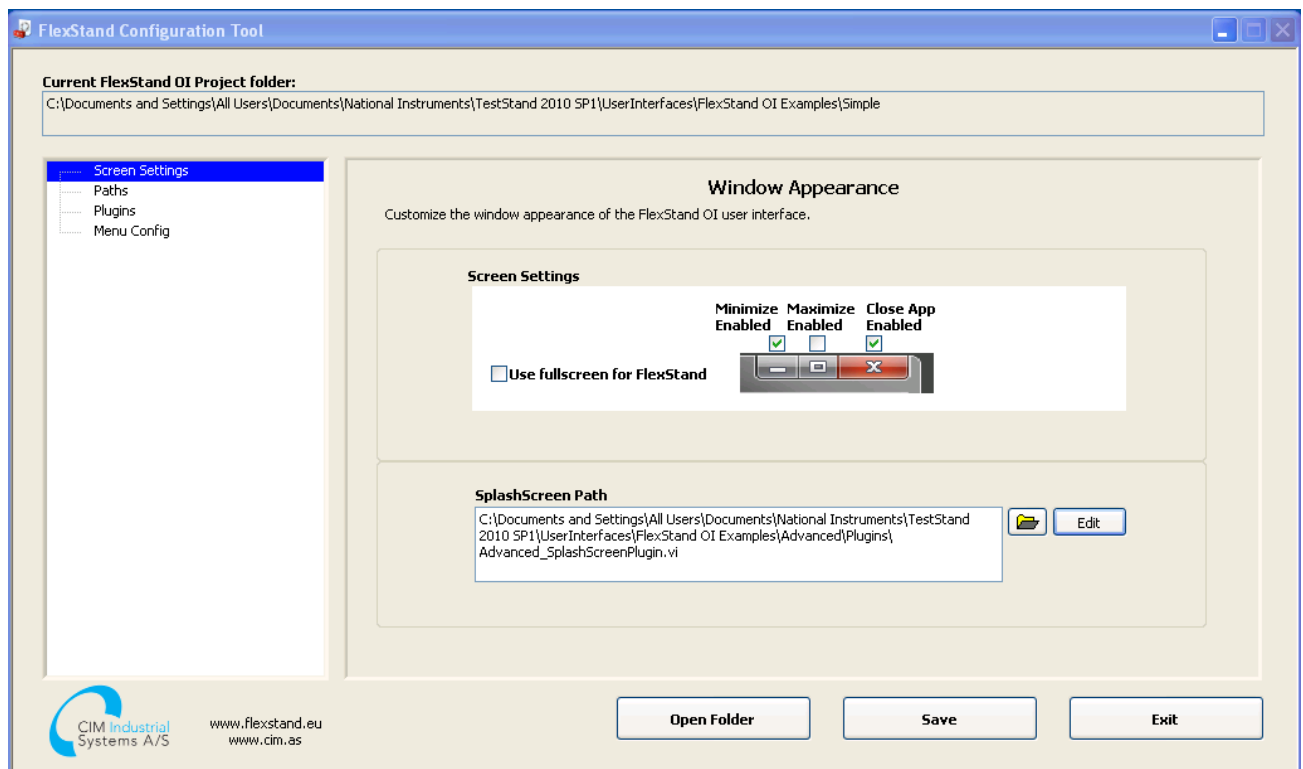 FlexStand Configuration Tool
Current FlexStand OI Project folder:
C:\Documents and Settings\All Users\Documents\National Instruments\TestStand 2010 SP1\UserInterfaces\FlexStand OI Examples\Simple
Screen Settings
Paths
Plugins
Menu Config
Window Appearance
Customize the window appearance of the FlexStand OI user interface.
Screen Settings
Minimize Maximize Close App
Enabled Enabled Enabled
Use fullscreen for FlexStand
SplashScreen Path
C:\Documents and Settings\All Users\Documents\National Instruments\TestStand
2010 SP1\UserInterfaces\FlexStand OI Examples\Advanced\Plugins\
Advanced_SplashScreenPlugin.vi
Edit
CIM Industrial
Systems A/S
www.flexstand.eu
www.cim.as
Open Folder
Save
Exit